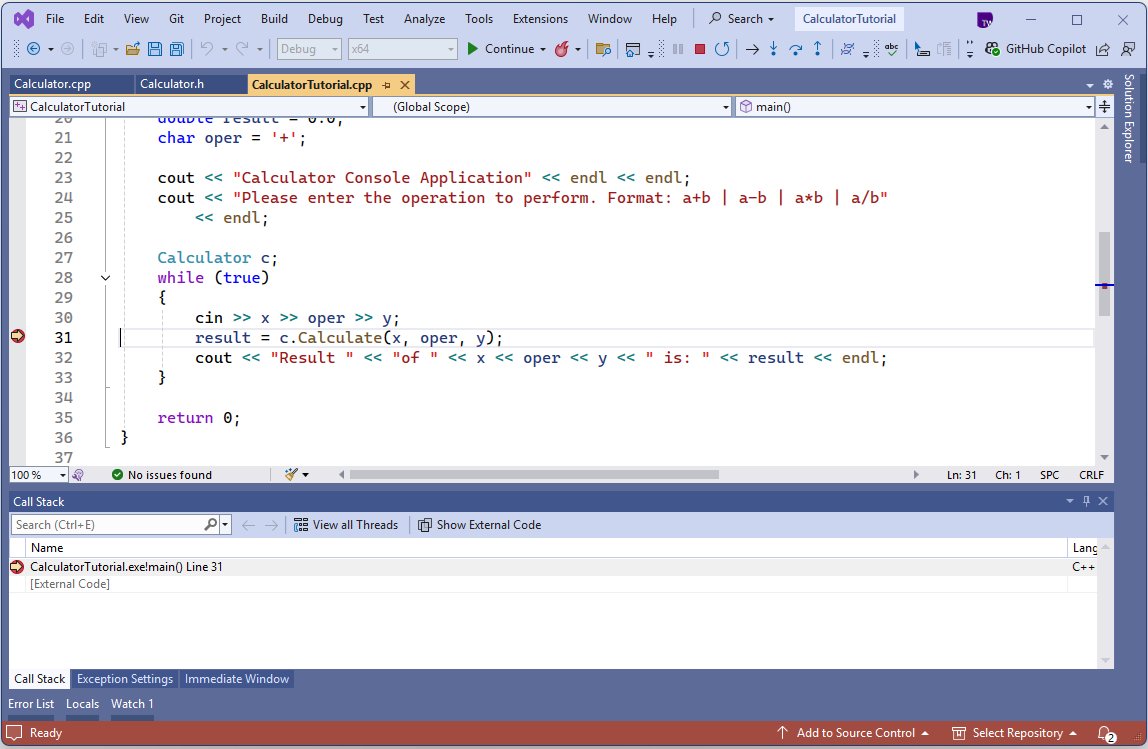 File Edit View Git Project Build Debug Test Analyze Tools Extensions Window Help Search CalculatorTutorial TW
Debug x64 Continue abc GitHub Copilot
Calculator.cpp Calculator.h CalculatorTutorial.cpp
Solution Explorer
CalculatorTutorial (Global Scope) main()
20 double result = 0.0;
21 char oper = '+';
22
23 cout << "Calculator Console Application" << endl << endl;
24 cout << "Please enter the operation to perform. Format: a+b | a-b | a*b | a/b"
25 << endl;
26
27 Calculator c;
28 while (true)
29 {
30 cin >> x >> oper >> y;
31 result = c.Calculate(x, oper, y);
32 cout << "Result " << "of " << x << oper << y << " is: " << result << endl;
33 }
34
35 return 0;
36 }
37
100 % No issues found Ln: 31 Ch: 1 SPC CRLF
Call Stack
Search (Ctrl+E) View all Threads Show External Code
Name Lang
CalculatorTutorial.exe!main() Line 31 C++
[External Code]
Call Stack Exception Settings Immediate Window
Error List Locals Watch 1
Ready Add to Source Control Select Repository 2